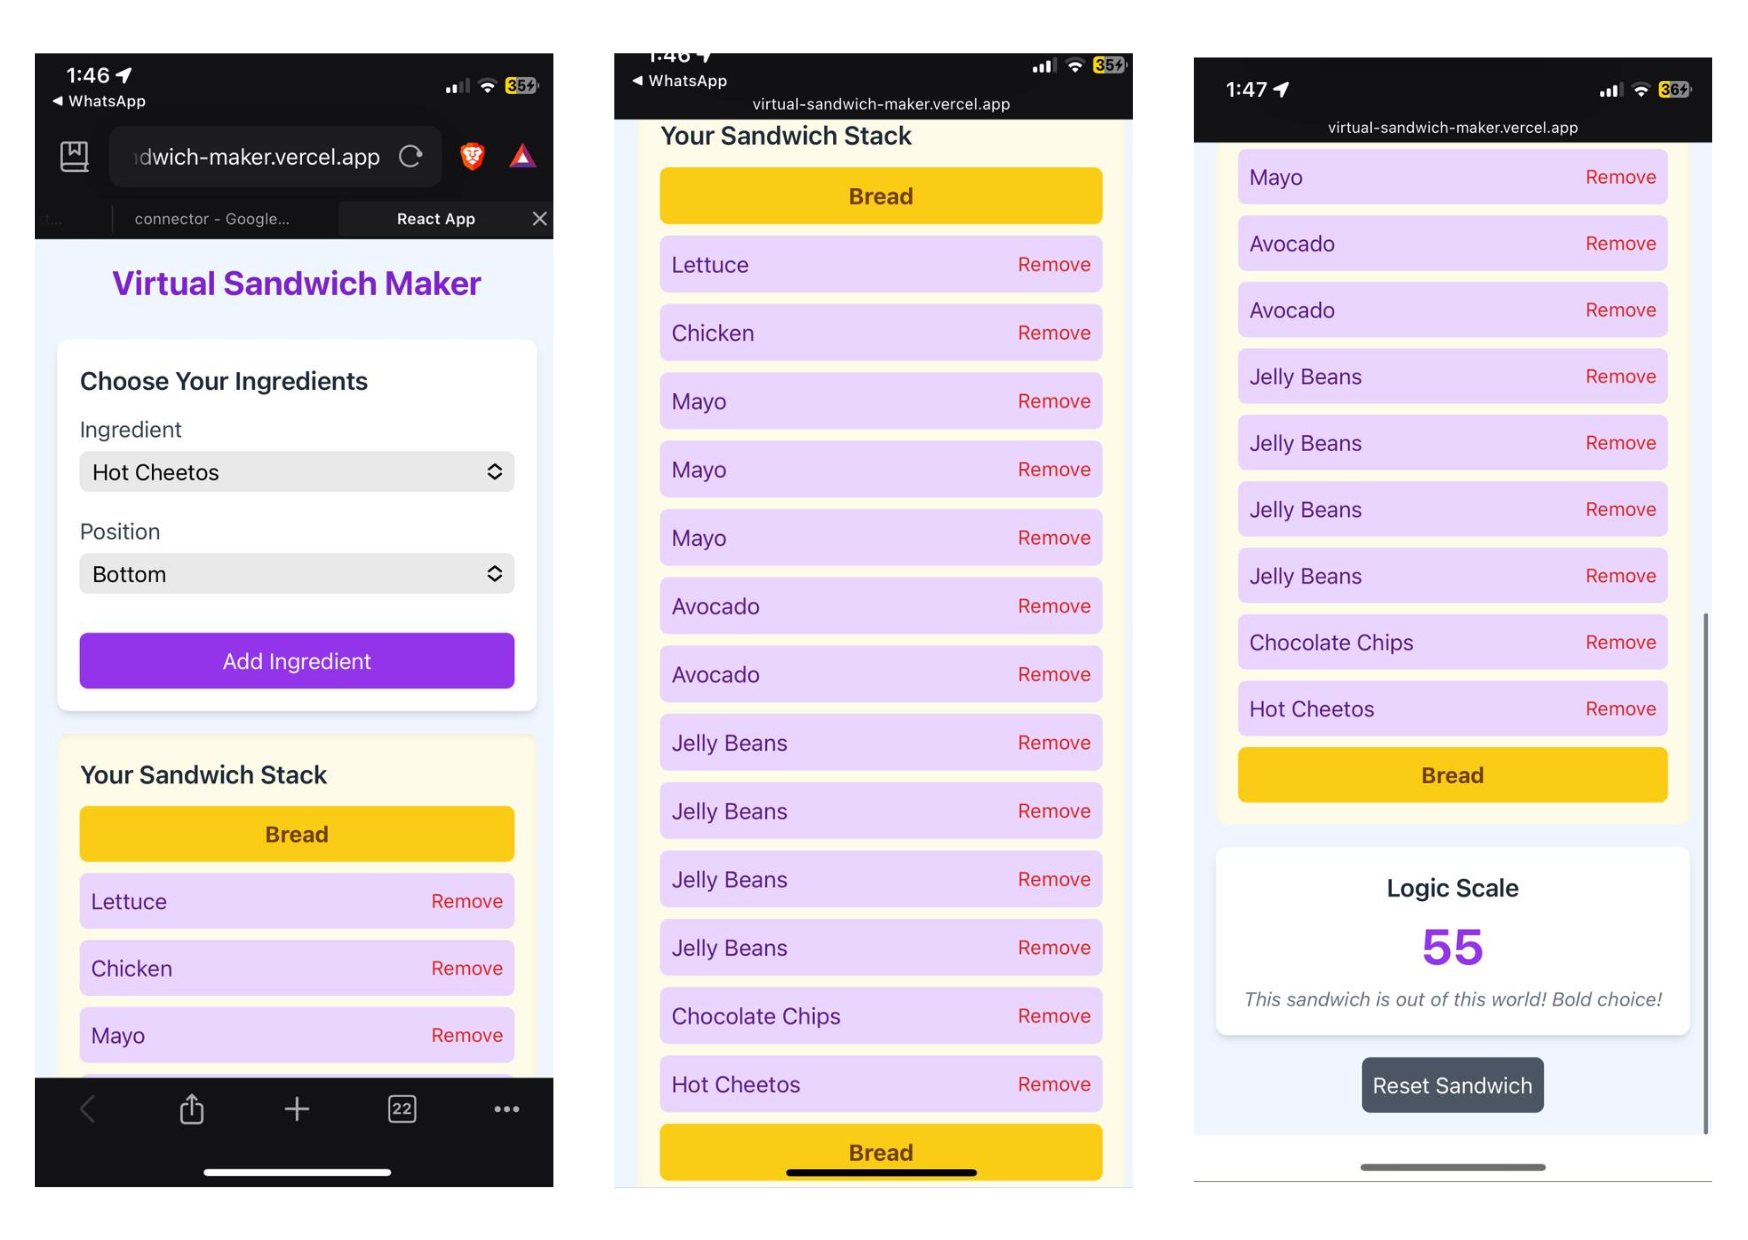 1:46
35
◀ WhatsApp
dwich-maker.vercel.app
connector - Google...
React App
Virtual Sandwich Maker
Choose Your Ingredients
Ingredient
Hot Cheetos
Position
Bottom
Add Ingredient
Your Sandwich Stack
Bread
Lettuce Remove
Chicken Remove
Mayo Remove
22
1:46
35
◀ WhatsApp
virtual-sandwich-maker.vercel.app
Your Sandwich Stack
Bread
Lettuce Remove
Chicken Remove
Mayo Remove
Mayo Remove
Mayo Remove
Avocado Remove
Avocado Remove
Jelly Beans Remove
Jelly Beans Remove
Jelly Beans Remove
Jelly Beans Remove
Chocolate Chips Remove
Hot Cheetos Remove
Bread
1:47
36
virtual-sandwich-maker.vercel.app
Mayo Remove
Avocado Remove
Avocado Remove
Jelly Beans Remove
Jelly Beans Remove
Jelly Beans Remove
Jelly Beans Remove
Chocolate Chips Remove
Hot Cheetos Remove
Bread
Logic Scale
55
This sandwich is out of this world! Bold choice!
Reset Sandwich